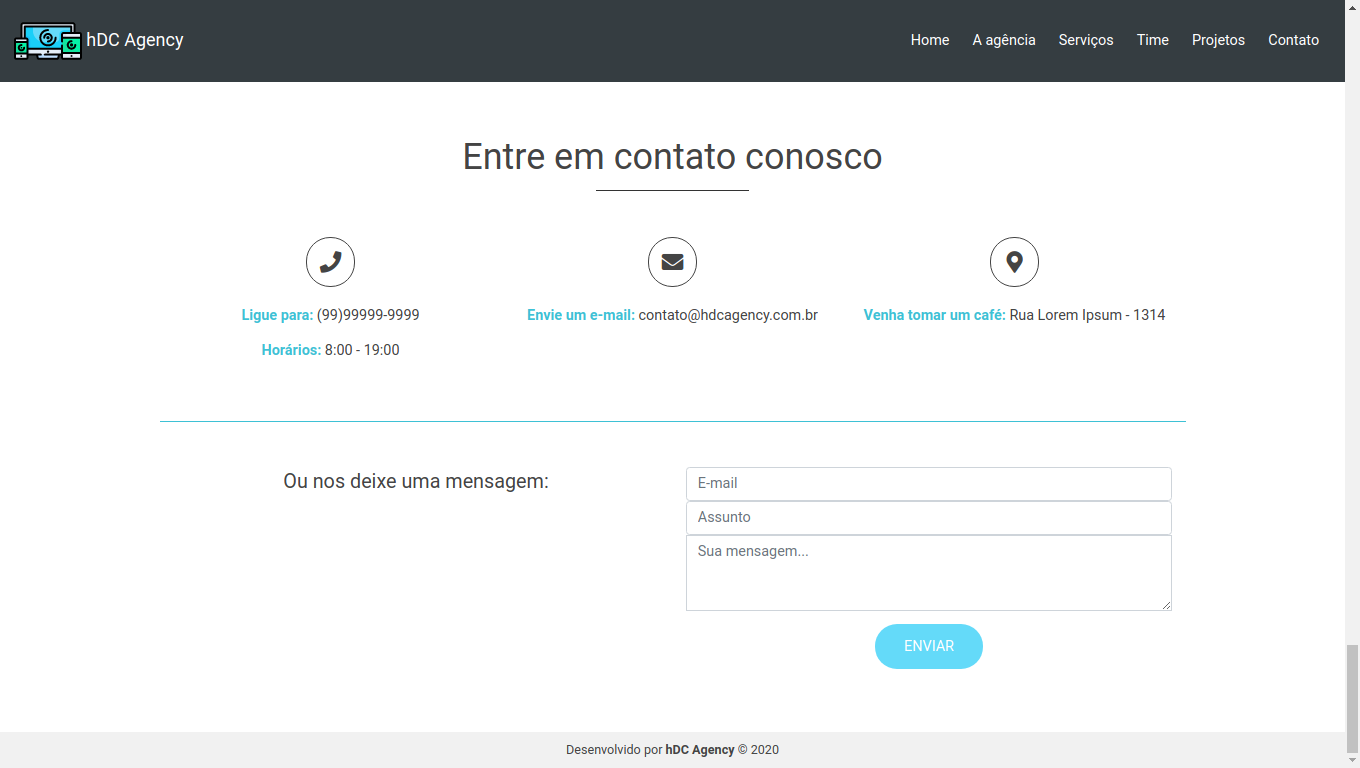 hDC Agency
Home A agência Serviços Time Projetos Contato
Entre em contato conosco
Ligue para: (99)99999-9999
Horários: 8:00 - 19:00
Envie um e-mail: contato@hdcagency.com.br
Venha tomar um café: Rua Lorem Ipsum - 1314
Ou nos deixe uma mensagem:
E-mail
Assunto
Sua mensagem...
ENVIAR
Desenvolvido por hDC Agency © 2020